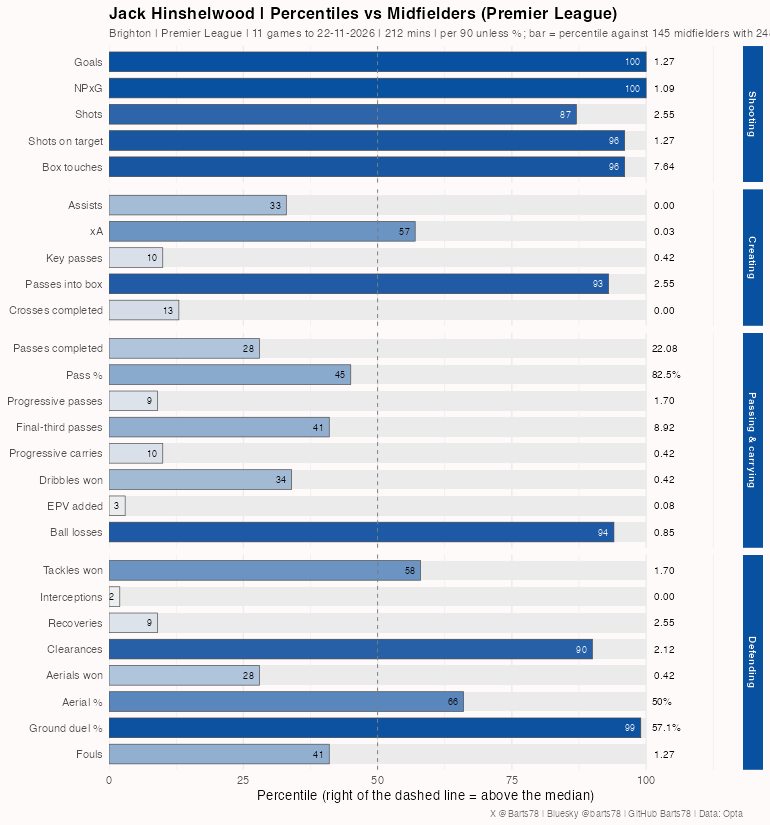 Jack Hinshelwood | Percentiles vs Midfielders (Premier League)
Brighton | Premier League | 11 games to 22-11-2026 | 212 mins | per 90 unless %; bar = percentile against 145 midfielders with
Goals 100 1.27
NPxG 100 1.09
Shots 87 2.55
Shots on target 96 1.27
Box touches 96 7.64
Shooting
Assists 33 0.00
xA 57 0.03
Key passes 10 0.42
Passes into box 93 2.55
Crosses completed 13 0.00
Creating
Passes completed 28 22.08
Pass % 45 82.5%
Progressive passes 9 1.70
Final-third passes 41 8.92
Progressive carries 10 0.42
Dribbles won 34 0.42
EPV added 3 0.08
Ball losses 94 0.85
Passing & carrying
Tackles won 58 1.70
Interceptions 2 0.00
Recoveries 9 2.55
Clearances 90 2.12
Aerials won 28 0.42
Aerial % 66 50%
Ground duel % 99 57.1%
Fouls 41 1.27
Defending
0 25 50 75 100
Percentile (right of the dashed line = above the median)
X @Barts78 | Bluesky @barts78 | GitHub Barts78 | Data: Opta